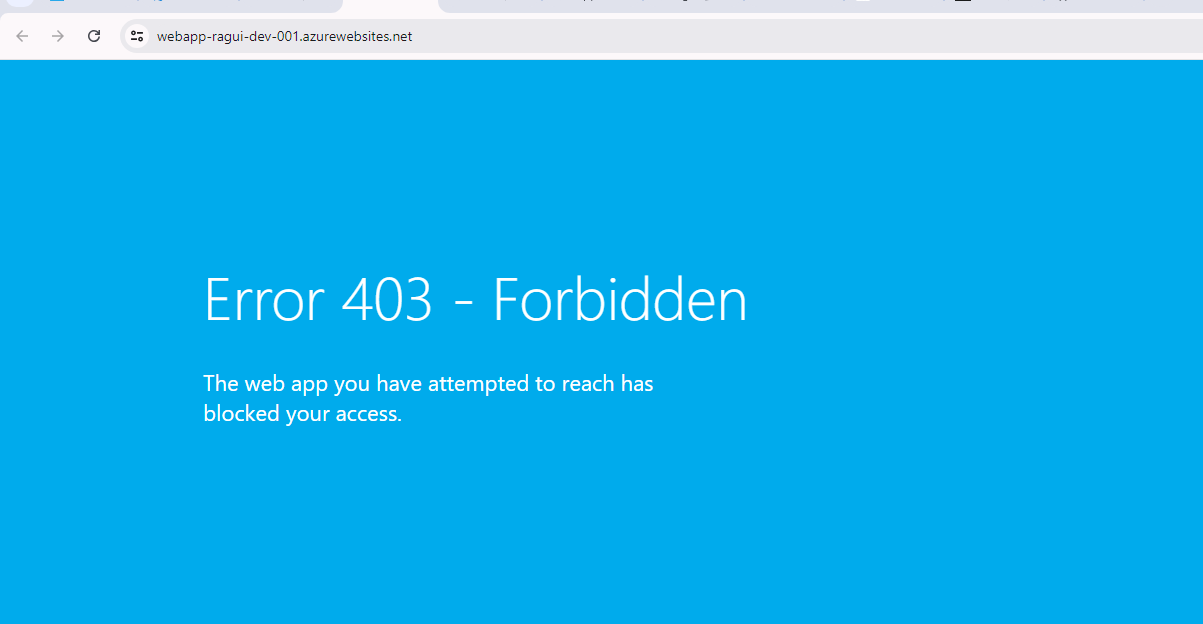 webapp-ragui-dev-001.azurewebsites.net
Error 403 - Forbidden
The web app you have attempted to reach has
blocked your access.